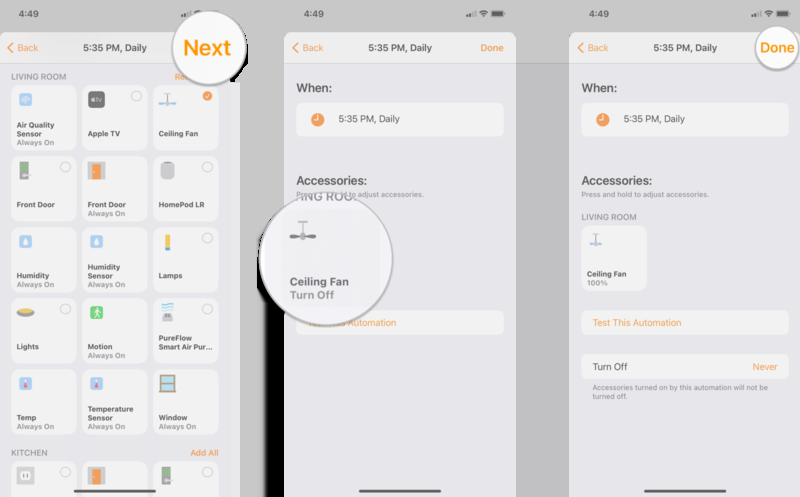 4:49
Back
5:35 PM, Daily
Next
LIVING ROOM
Air Quality
Sensor
Always On
Apple TV
Ceiling Fan
Front Door
Front Door
Always On
HomePod LR
Humidity
Always On
Humidity
Sensor
Always On
Lamps
Lights
Motion
Always On
PureFlow
Smart Air Pur...
Temp
Always On
Temperature
Sensor
Always On
Window
Always On
KITCHEN
Add All
4:49
Back
5:35 PM, Daily
Done
When:
5:35 PM, Daily
Accessories:
Press and hold to adjust accessories.
Ceiling Fan
Turn Off
This Automation
4:49
Back
5:35 PM, Daily
Done
When:
5:35 PM, Daily
Accessories:
Press and hold to adjust accessories.
LIVING ROOM
Ceiling Fan
100%
Test This Automation
Turn Off
Never
Accessories turned on by this automation will not be
turned off.